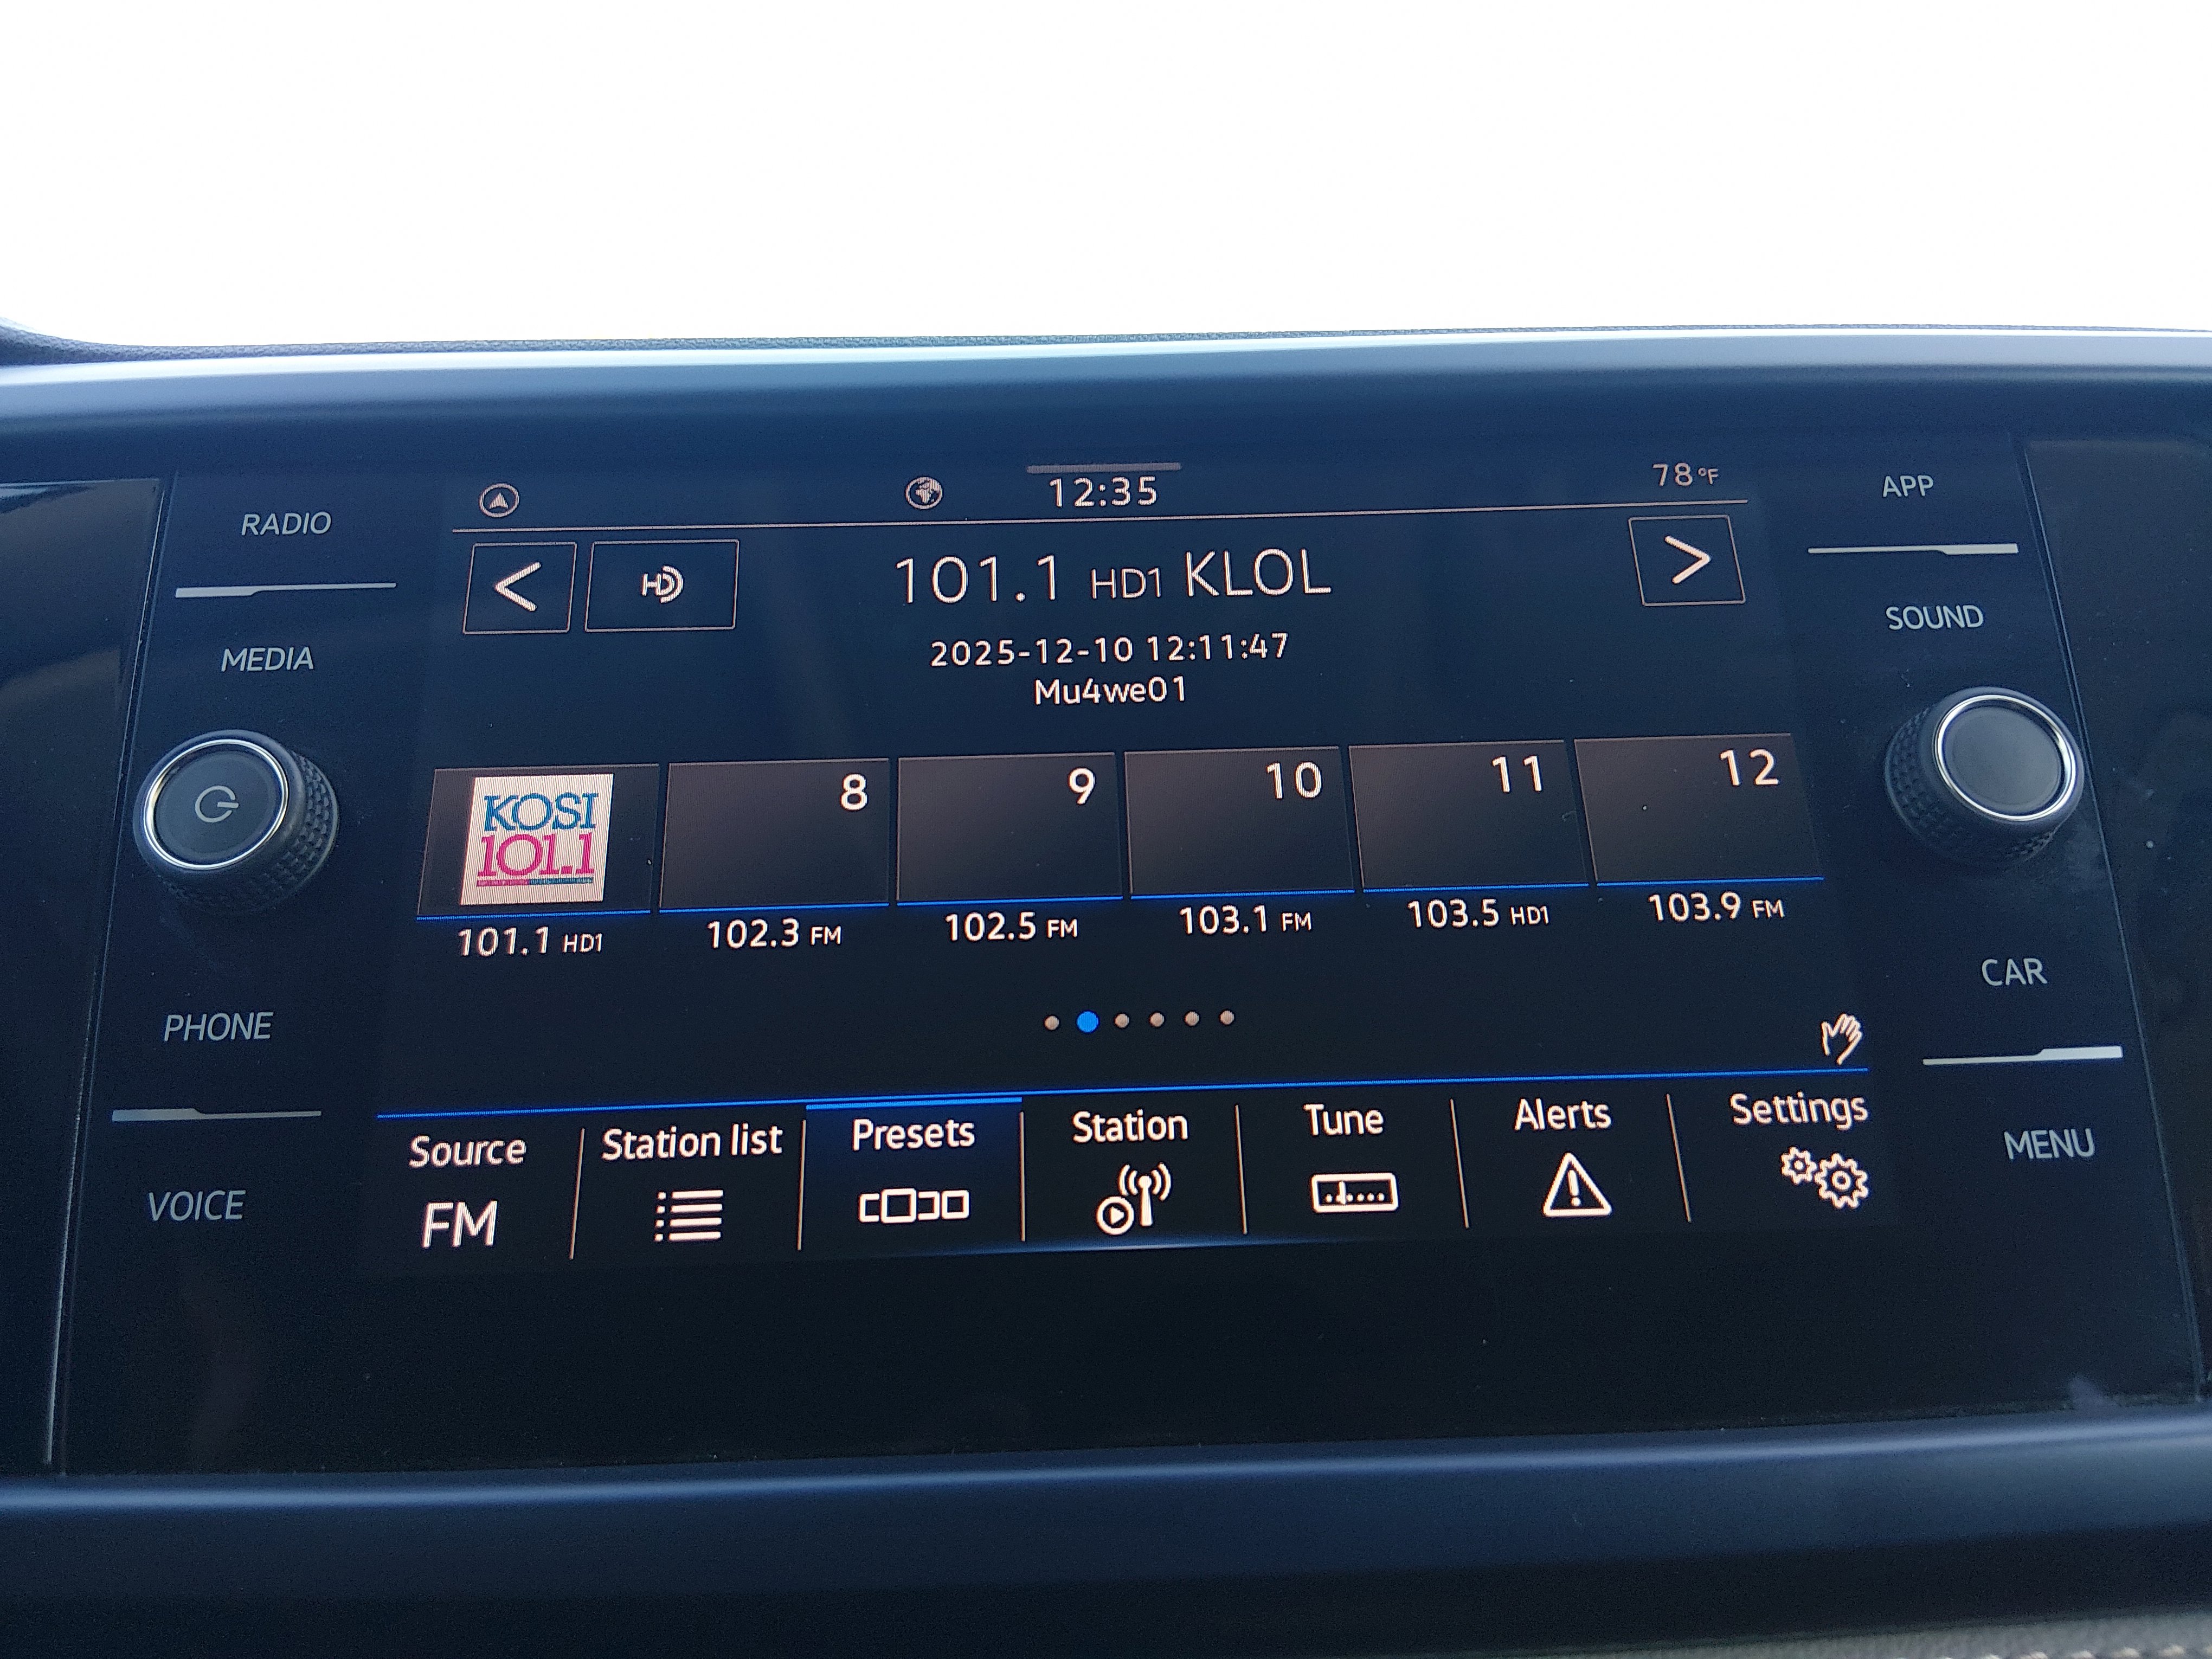 RADIO
MEDIA
PHONE
VOICE
12:35
78°F
101.1 HD1 KLOL
2025-12-10 12:11:47
Mu4we01
KOSI
101.1
8
9
10
11
12
101.1 HD1
102.3 FM
102.5 FM
103.1 FM
103.5 HD1
103.9 FM
Source
FM
Station list
Presets
Station
Tune
Alerts
Settings
APP
SOUND
CAR
MENU